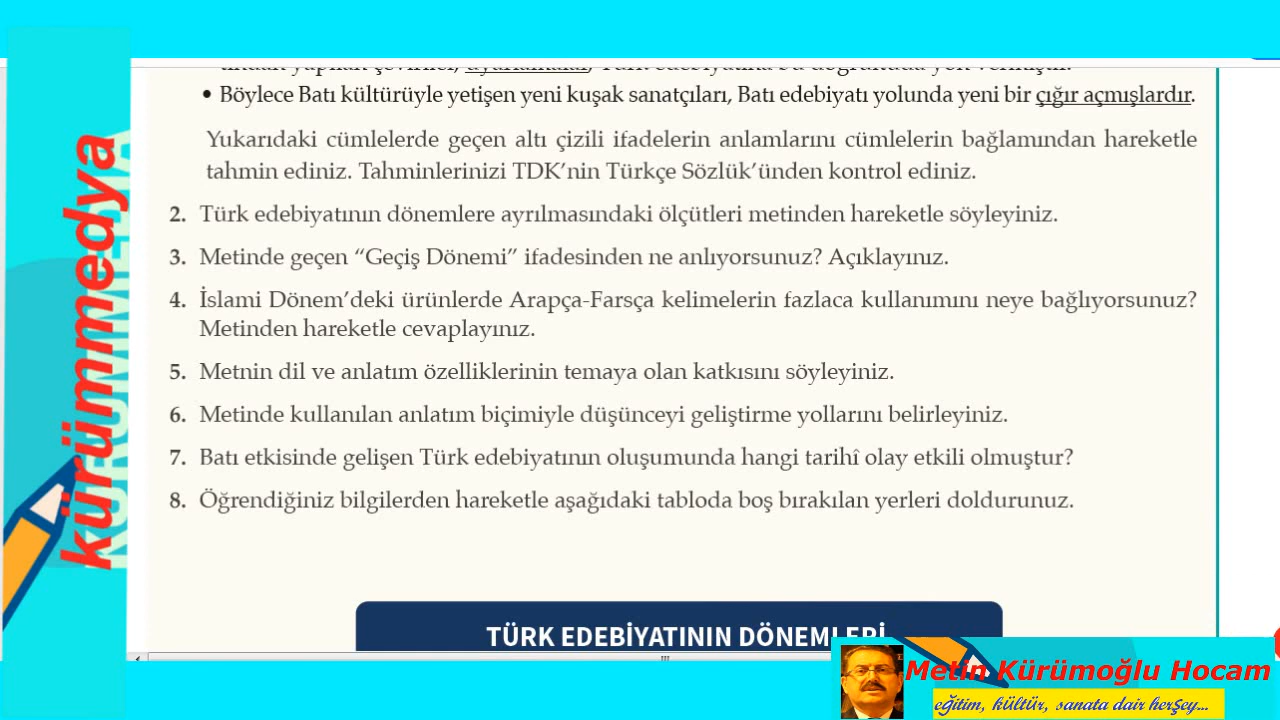 • Böylece Batı kültürüyle yetişen yeni kuşak sanatçıları, Batı edebiyatı yolunda yeni bir çığır açmışlardır.
Yukarıdaki cümlelerde geçen altı çizili ifadelerin anlamlarını cümlelerin bağlamından hareketle
tahmin ediniz. Tahminlerinizi TDK’nin Türkçe Sözlük’ünden kontrol ediniz.
2. Türk edebiyatının dönemlere ayrılmasındaki ölçütleri metinden hareketle söyleyiniz.
3. Metinde geçen “Geçiş Dönemi” ifadesinden ne anlıyorsunuz? Açıklayınız.
4. İslami Dönem’deki ürünlerde Arapça-Farsça kelimelerin fazlaca kullanımını neye bağlıyorsunuz?
Metinden hareketle cevaplayınız.
5. Metnin dil ve anlatım özelliklerinin temaya olan katkısını söyleyiniz.
6. Metinde kullanılan anlatım biçimiyle düşünceyi geliştirme yollarını belirleyiniz.
7. Batı etkisinde gelişen Türk edebiyatının oluşumunda hangi tarihî olay etkili olmuştur?
8. Öğrendiğiniz bilgilerden hareketle aşağıdaki tabloda boş bırakılan yerleri doldurunuz.
TÜRK EDEBİYATININ DÖNEMLERİ
kürümmedya
Metin Kürümoğlu Hocam
eğitim, kültür, sanata dair herşey...